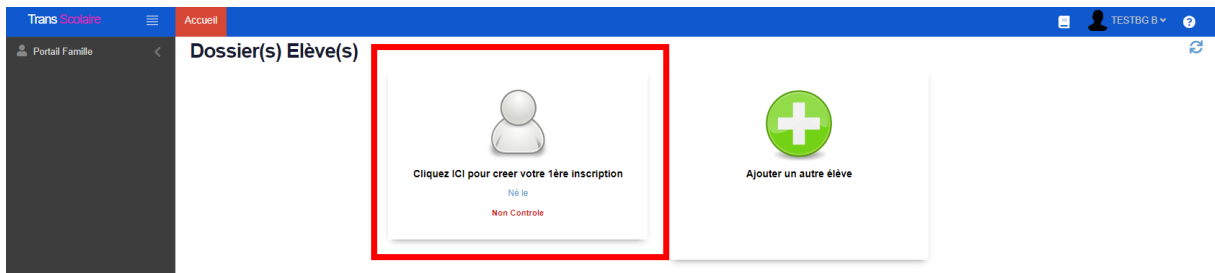 Trans Scolaire
Accueil
TESTBG B
Portail Famille
Dossier(s) Elève(s)
Cliquez ICI pour creer votre 1ère inscription
Né le
Non Controle
Ajouter un autre élève